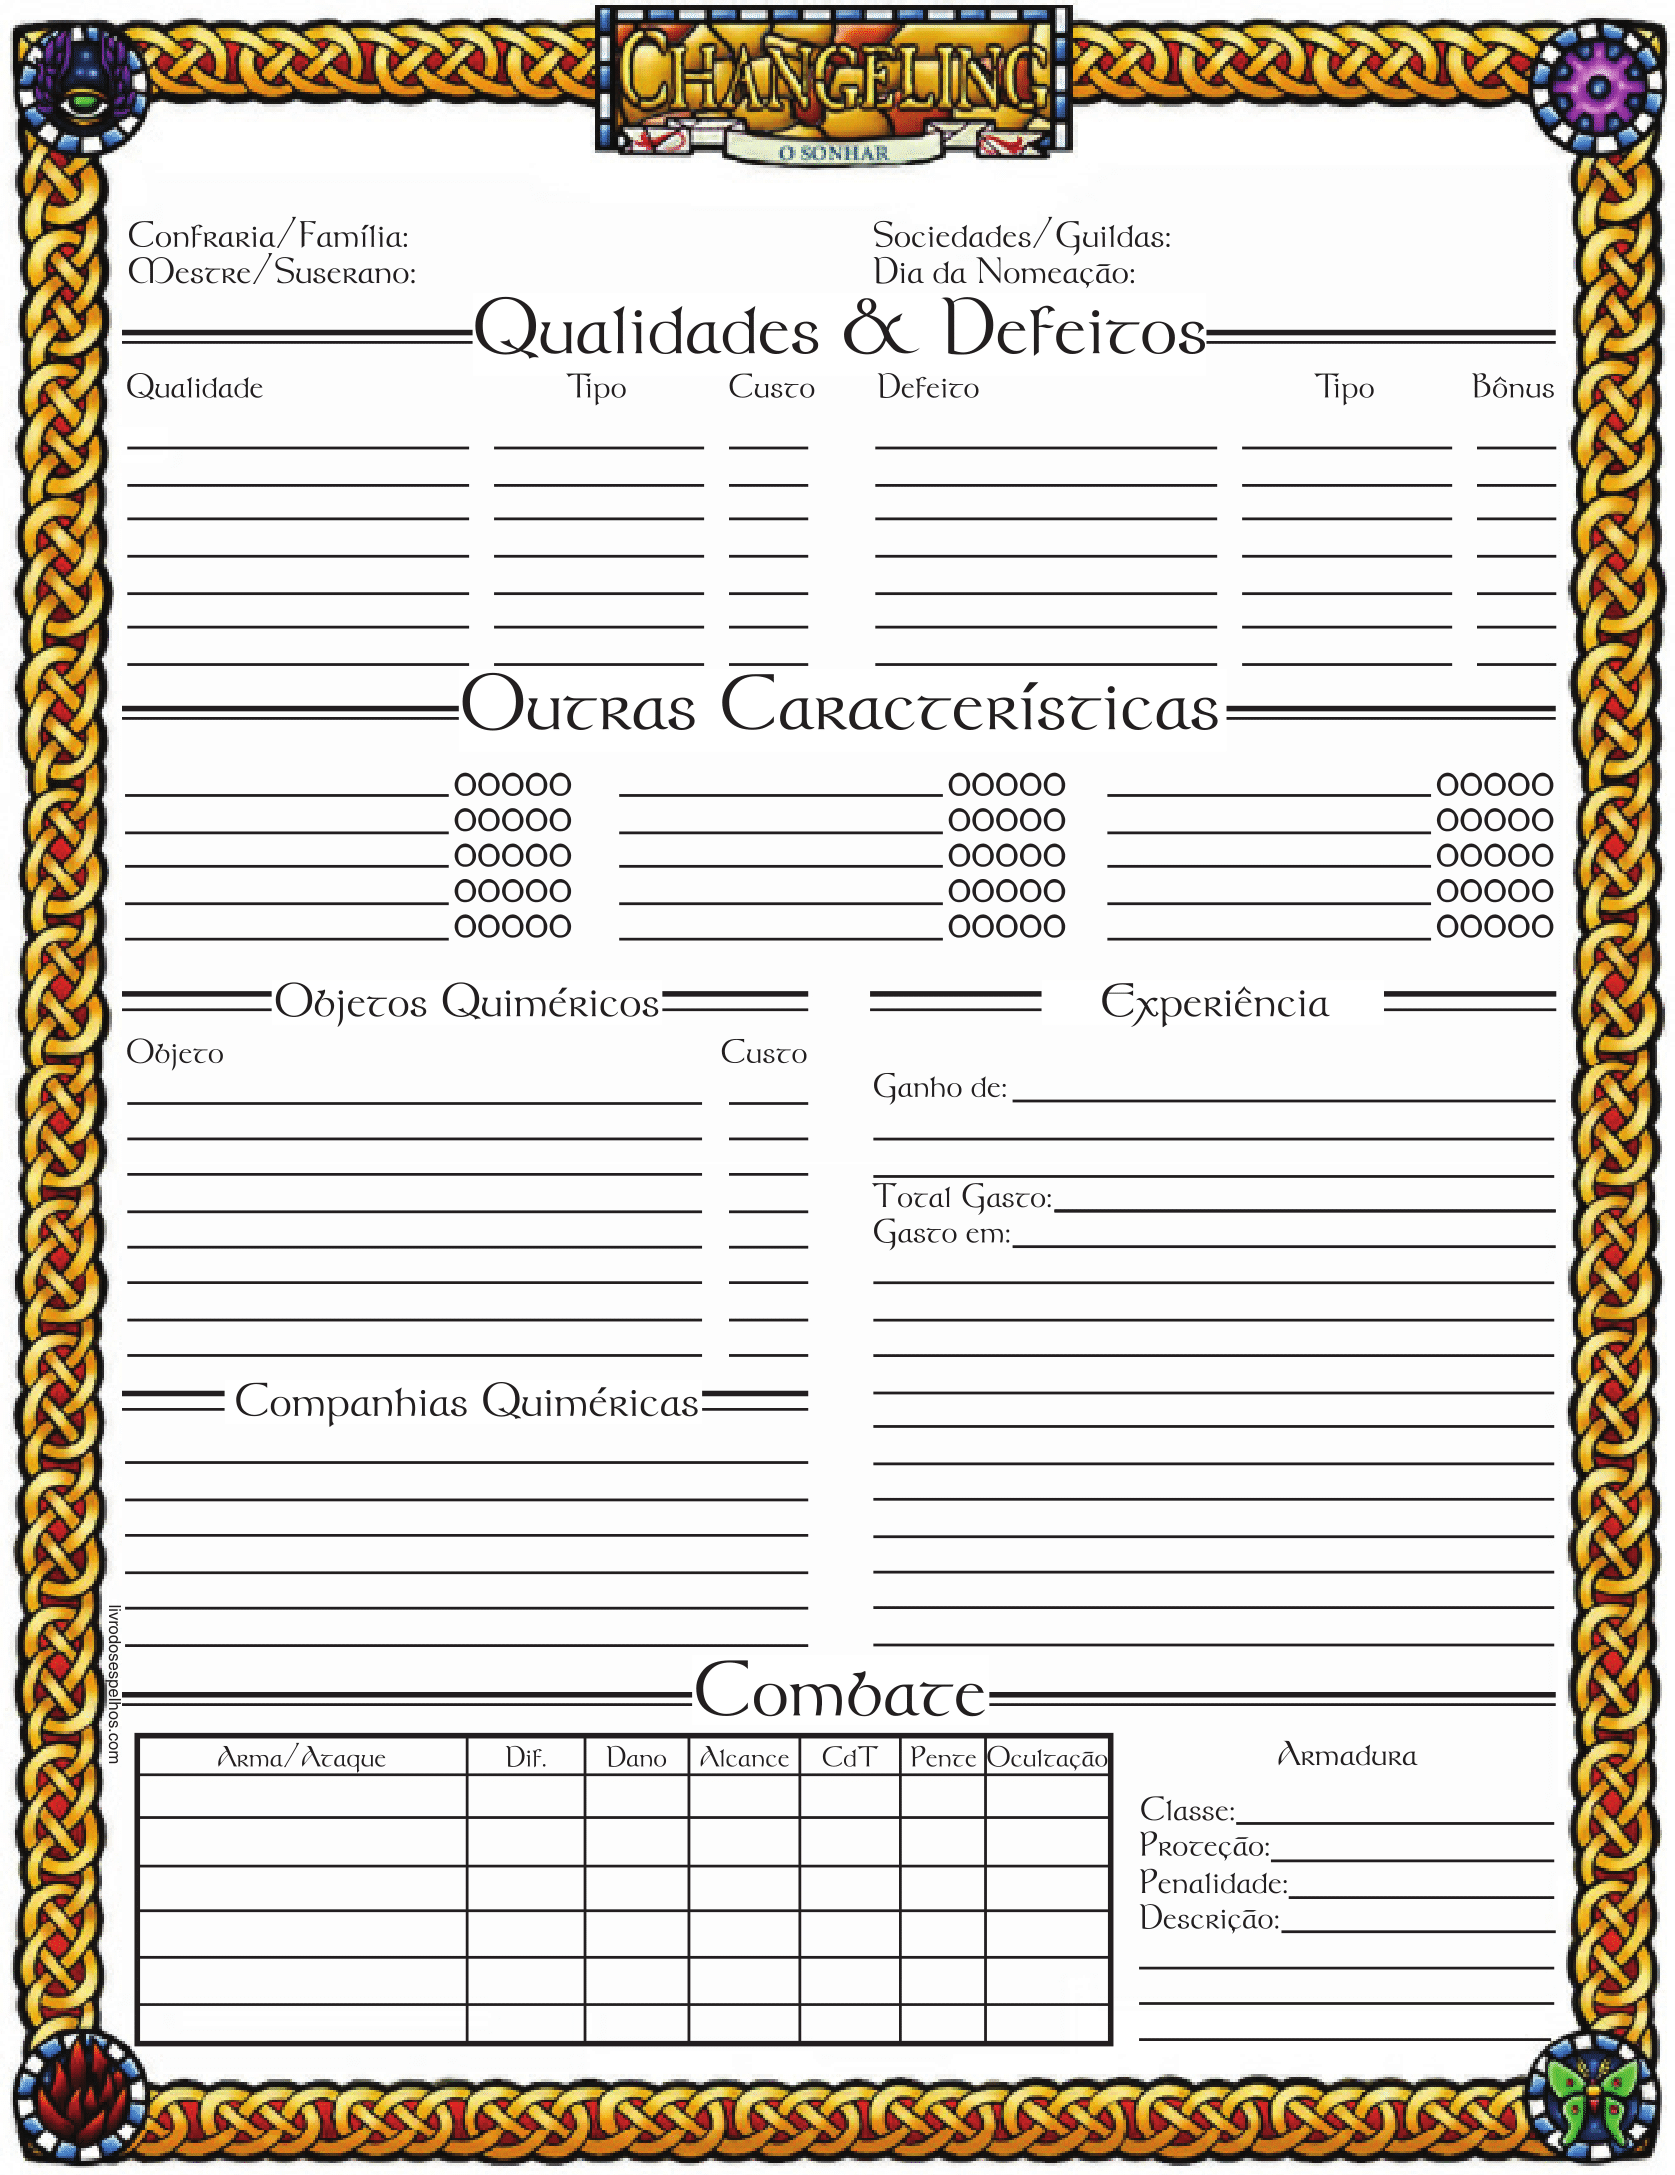 CHANGELING
O SONHAR
Confraria/Família:
Sociedades/Guildas:
Mestre/Suserano:
Dia da Nomeação:
Qualidades & Defeitos
Qualidade Tipo Custo Defeito Tipo Bônus
Outras Características
OOOOO OOOOO OOOOO
OOOOO OOOOO OOOOO
OOOOO OOOOO OOOOO
OOOOO OOOOO OOOOO
OOOOO OOOOO OOOOO
Objetos Quiméricos
Objeto Custo
Companhias Quiméricas
Experiência
Ganho de:
Total Gasto:
Gasto em:
Combate
Arma/Ataque Dif. Dano Alcance CdT Pente Ocultação
Armadura
Classe:
Proteção:
Penalidade:
Descrição:
livrodosespelhos.com